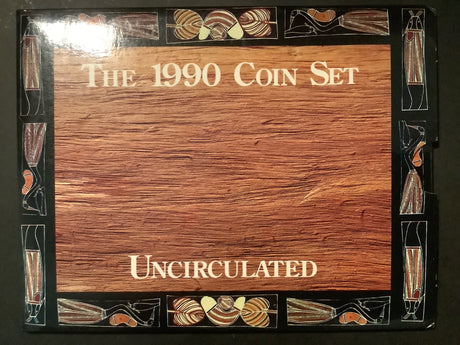 The 1990 Coin Set
Uncirculated